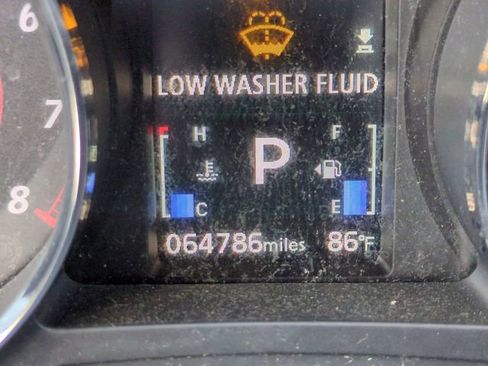 6
7
8
LOW WASHER FLUID
H F
P
C E
064786miles 86°F